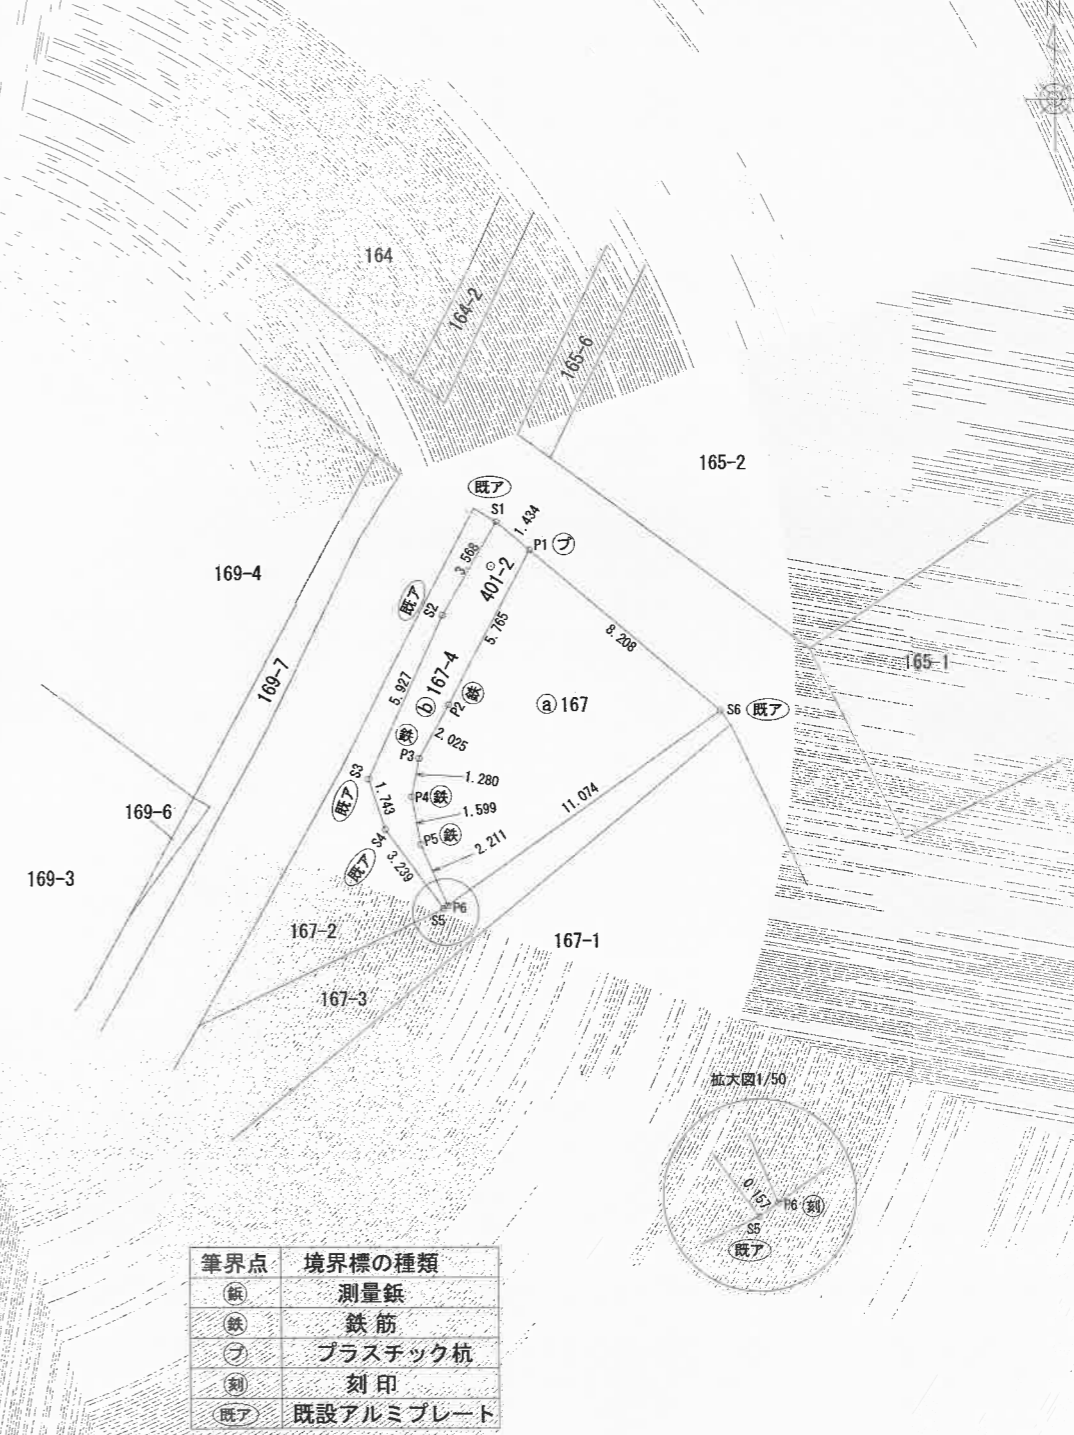 N
164
164-2
165-6
165-2
既ア
S1
1.434
P1 プ
3.568
401-2
169-4
既ア
S2
5.765
8.208
165-1
169-7
5.927
ⓑ 167-4
ⓐ 167
P2 鉄
S6 既ア
鉄
2.025
P3
S3
1.280
既ア
1.743
P4 鉄
11.074
1.599
169-6
P5 鉄
S4
2.211
既ア
3.239
169-3
P6
S5
167-2
167-1
167-3
拡大図1/50
0.157
P6 刻
S5
既ア
筆界点 境界標の種類
鋲 測量鋲
鉄 鉄筋
プ プラスチック杭
刻 刻印
既ア 既設アルミプレート